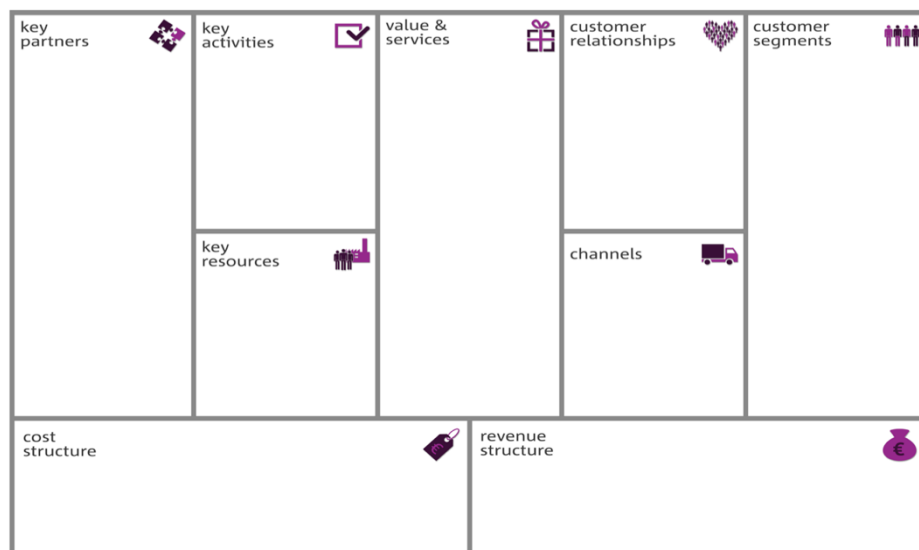 key
partners
key
activities
value &
services
customer
relationships
customer
segments
key
resources
channels
cost
structure
€
revenue
structure
€